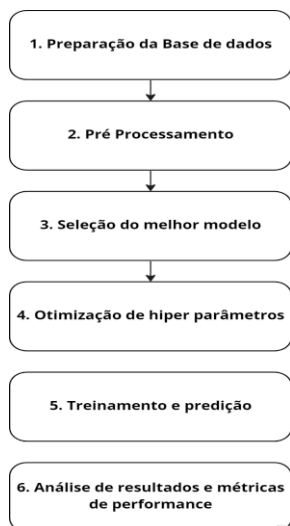 1. Preparação da Base de dados
2. Pré Processamento
3. Seleção do melhor modelo
4. Otimização de hiper parâmetros
5. Treinamento e predição
6. Análise de resultados e métricas
de performance